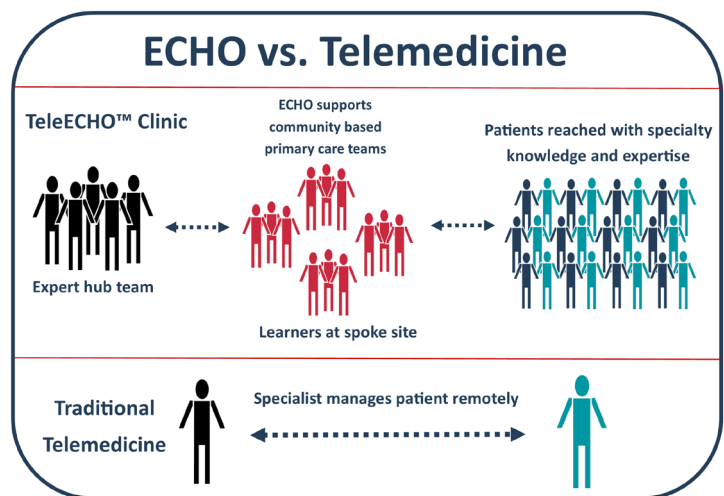 ECHO vs. Telemedicine
TeleECHO™ Clinic
ECHO supports
community based
primary care teams
Patients reached with specialty
knowledge and expertise
Expert hub team
Learners at spoke site
Traditional
Telemedicine
Specialist manages patient remotely